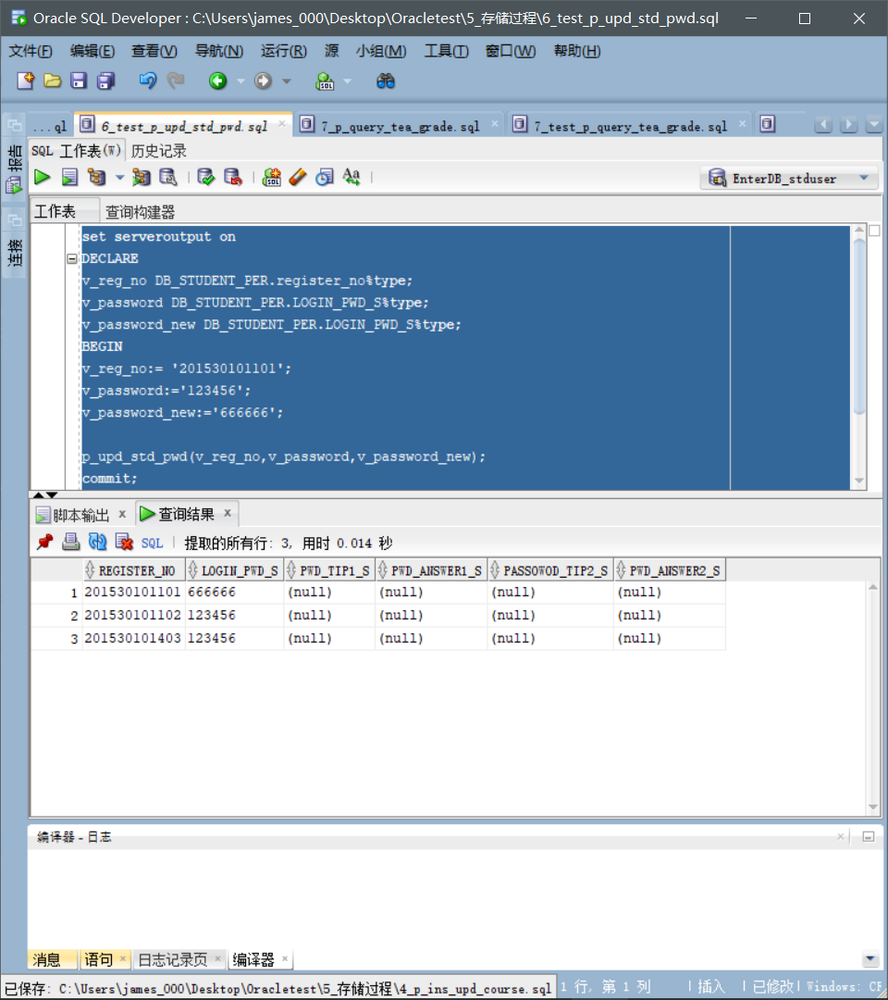 Oracle SQL Developer : C:\Users\james_000\Desktop\Oracletest\5_存储过程\6_test_p_upd_std_pwd.sql
文件(F) 编辑(E) 查看(V) 导航(N) 运行(R) 源 小组(M) 工具(T) 窗口(W) 帮助(H)
...ql 6_test_p_upd_std_pwd.sql × 7_p_query_tea_grade.sql × 7_test_p_query_tea_grade.sql ×
报告
连接
SQL 工作表(W) 历史记录
EnterDB_stduser
工作表 查询构建器
set serveroutput on
DECLARE
v_reg_no DB_STUDENT_PER.register_no%type;
v_password DB_STUDENT_PER.LOGIN_PWD_S%type;
v_password_new DB_STUDENT_PER.LOGIN_PWD_S%type;
BEGIN
v_reg_no:= '201530101101';
v_password:='123456';
v_password_new:='666666';
p_upd_std_pwd(v_reg_no,v_password,v_password_new);
commit;
脚本输出 × 查询结果 ×
SQL | 提取的所有行: 3, 用时 0.014 秒
REGISTER_NO LOGIN_PWD_S PWD_TIP1_S PWD_ANSWER1_S PASSOWOD_TIP2_S PWD_ANSWER2_S
1 201530101101 666666 (null) (null) (null) (null)
2 201530101102 123456 (null) (null) (null) (null)
3 201530101403 123456 (null) (null) (null) (null)
编译器 - 日志
消息 语句 × 日志记录页 × 编译器 ×
已保存: C:\Users\james_000\Desktop\Oracletest\5_存储过程\4_p_ins_upd_course.sql 1 行, 第 1 列 | 插入 | 已修改 | Windows: CR